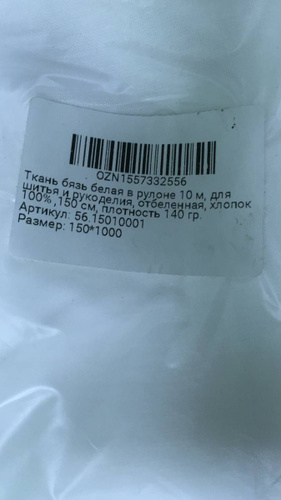 OZN1557332556
Ткань бязь белая в рулоне 10 м, для
шитья и рукоделия, отбеленная, хлопок
100%, 150 см, плотность 140 гр.
Артикул: 56.15010001
Размер: 150*1000